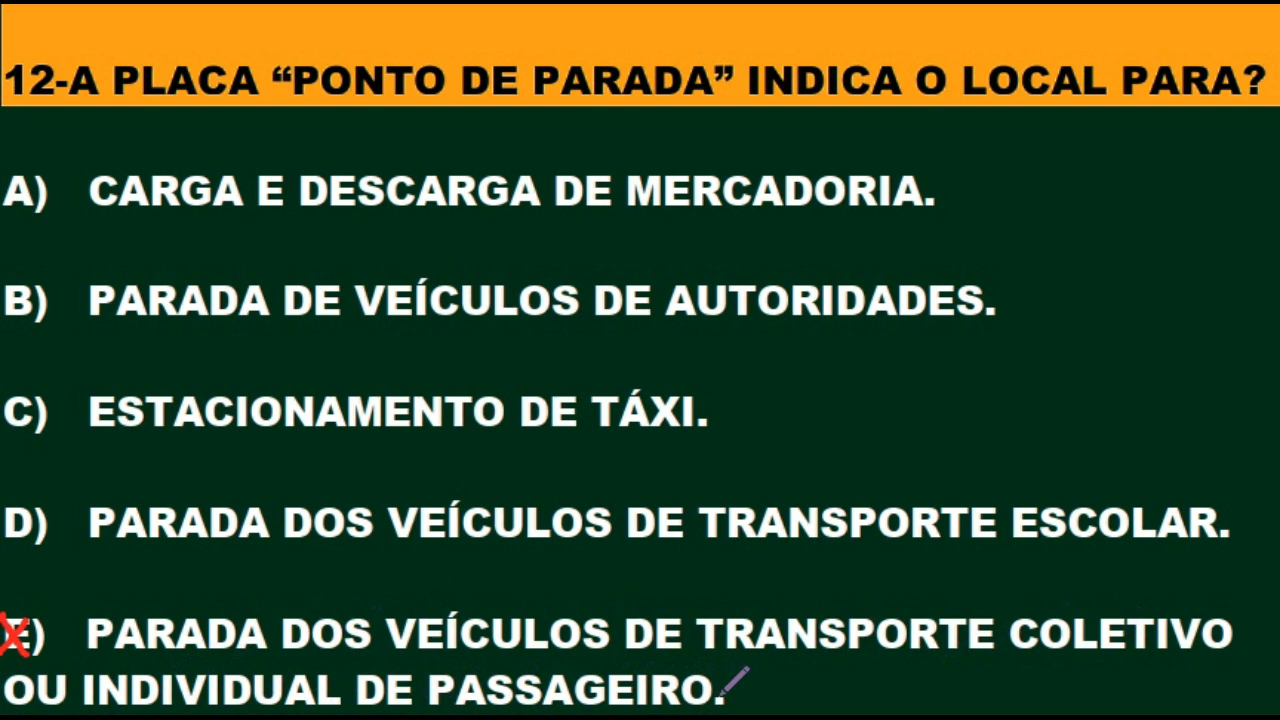 12-A PLACA “PONTO DE PARADA” INDICA O LOCAL PARA?
A) CARGA E DESCARGA DE MERCADORIA.
B) PARADA DE VEÍCULOS DE AUTORIDADES.
C) ESTACIONAMENTO DE TÁXI.
D) PARADA DOS VEÍCULOS DE TRANSPORTE ESCOLAR.
E) PARADA DOS VEÍCULOS DE TRANSPORTE COLETIVO
OU INDIVIDUAL DE PASSAGEIRO.